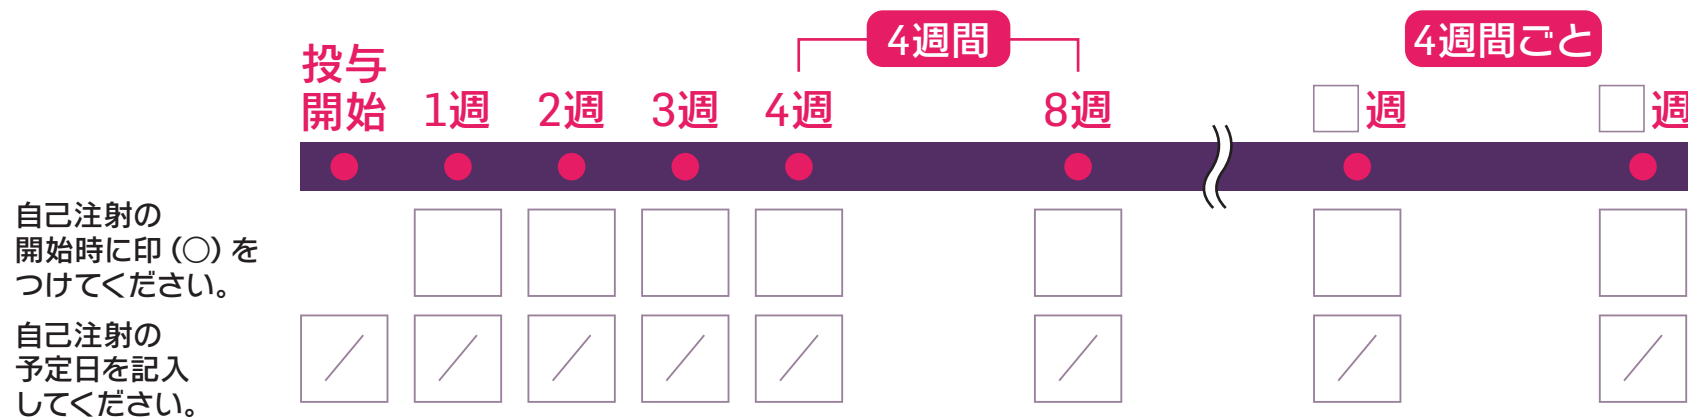 4週間
4週間ごと
投与
開始
1週
2週
3週
4週
8週
週
週
自己注射の
開始時に印（○）を
つけてください。
自己注射の
予定日を記入
してください。
／
／
／
／
／
／
／
／